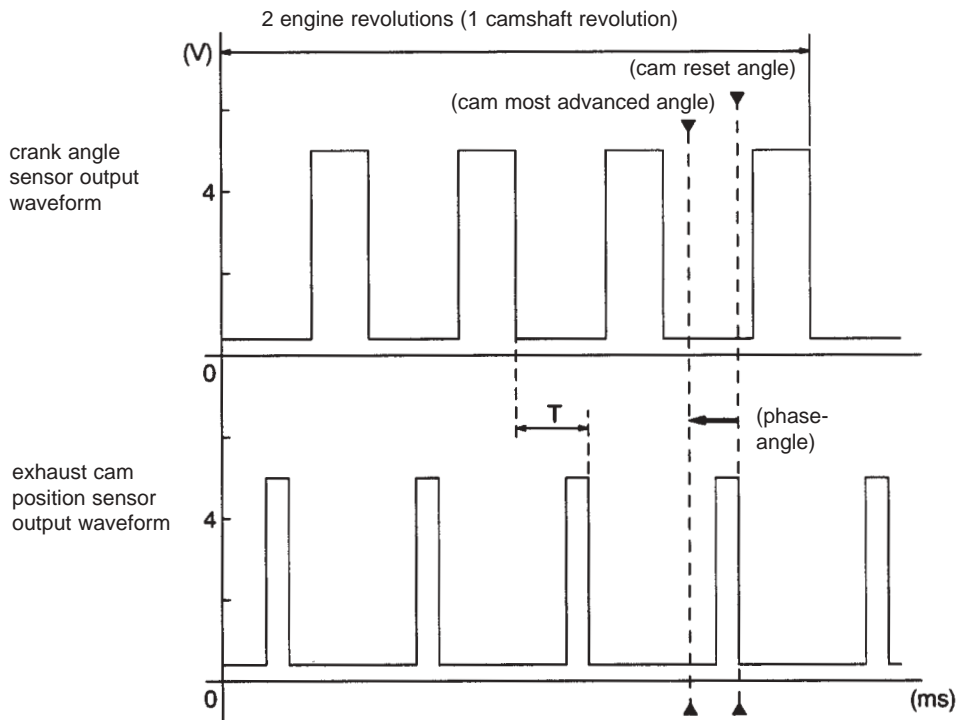 2 engine revolutions (1 camshaft revolution)
(V)
(cam reset angle)
(cam most advanced angle)
crank angle
sensor output
waveform
4
0
T
(phase-
angle)
exhaust cam
position sensor
output waveform
4
0
(ms)